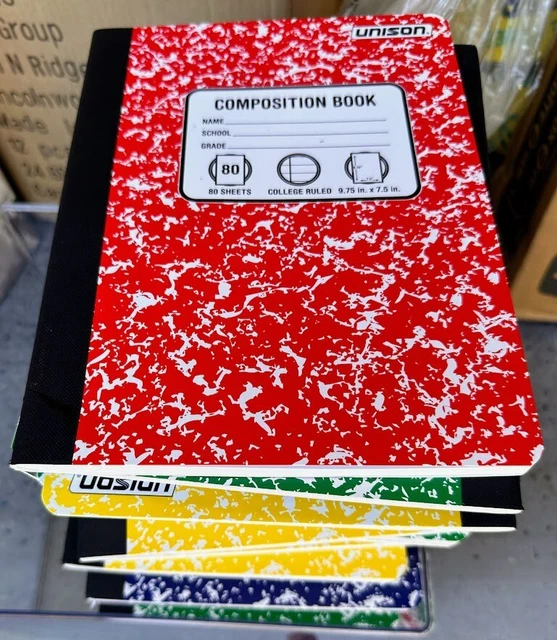 Group
N Ridge
Made
unison.
COMPOSITION BOOK
NAME
SCHOOL
GRADE
80
80 SHEETS COLLEGE RULED 9.75 in. x 7.5 in.
unison